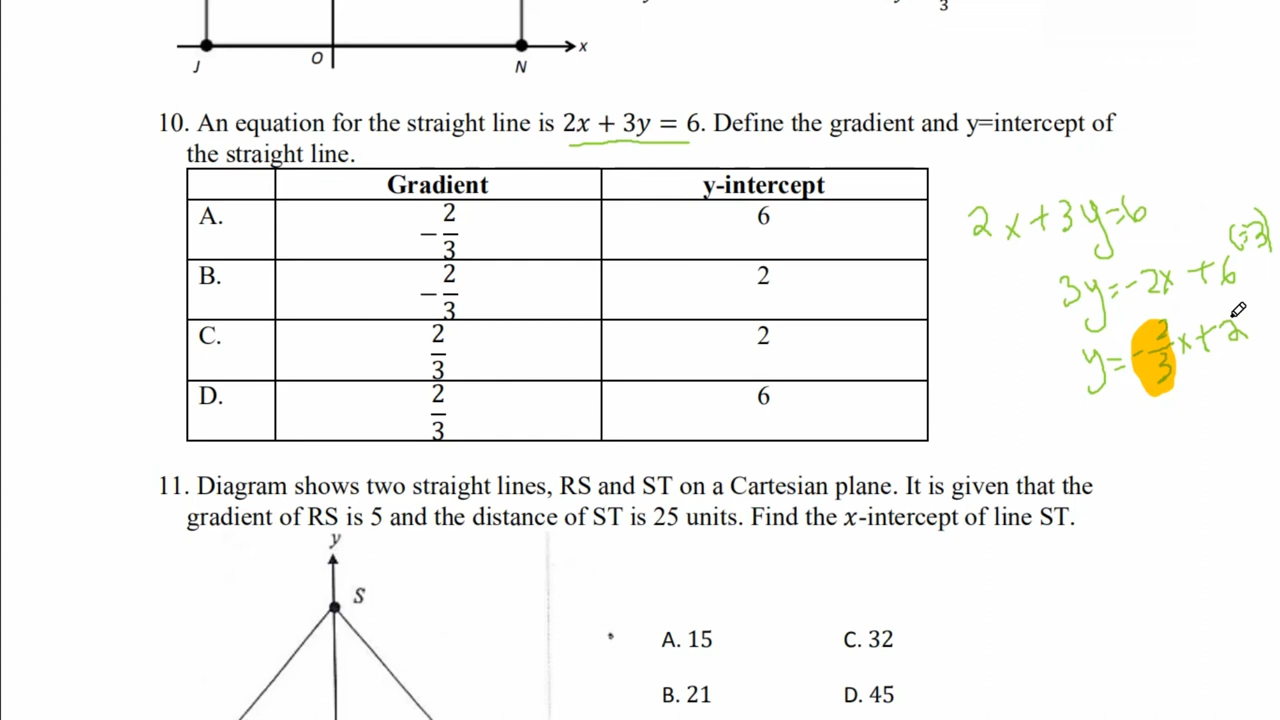 3
x
O
J
N
10. An equation for the straight line is 2x + 3y = 6. Define the gradient and y=intercept of
the straight line.
Gradient y-intercept
A. −2/3 6
B. −2/3 2
C. 2/3 2
D. 2/3 6
2x+3y=6
(÷3)
3y=-2x+6
y=-2/3x+2
11. Diagram shows two straight lines, RS and ST on a Cartesian plane. It is given that the
gradient of RS is 5 and the distance of ST is 25 units. Find the x-intercept of line ST.
y
S
A. 15 C. 32
B. 21 D. 45